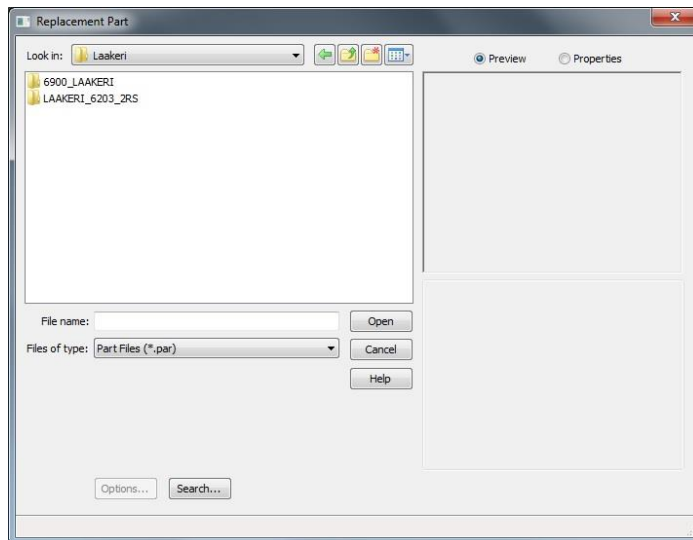 Replacement Part
Look in: Laakeri
Preview Properties
6900_LAAKERI
LAAKERI_6203_2RS
File name:
Open
Files of type: Part Files (*.par)
Cancel
Help
Options... Search...